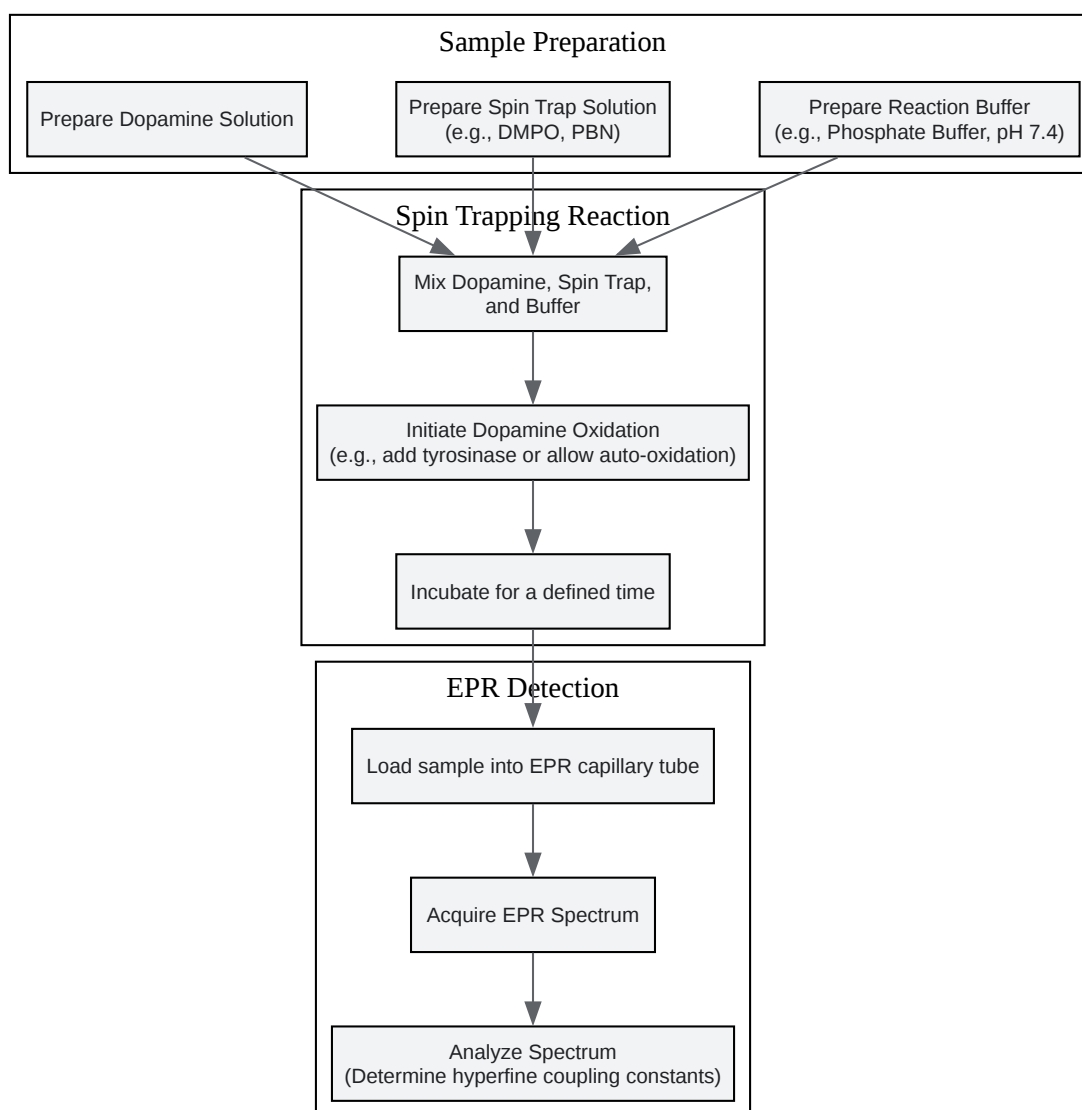 Sample Preparation
Prepare Dopamine Solution
Prepare Spin Trap Solution
(e.g., DMPO, PBN)
Prepare Reaction Buffer
(e.g., Phosphate Buffer, pH 7.4)
Spin Trapping Reaction
Mix Dopamine, Spin Trap,
and Buffer
Initiate Dopamine Oxidation
(e.g., add tyrosinase or allow auto-oxidation)
Incubate for a defined time
EPR Detection
Load sample into EPR capillary tube
Acquire EPR Spectrum
Analyze Spectrum
(Determine hyperfine coupling constants)